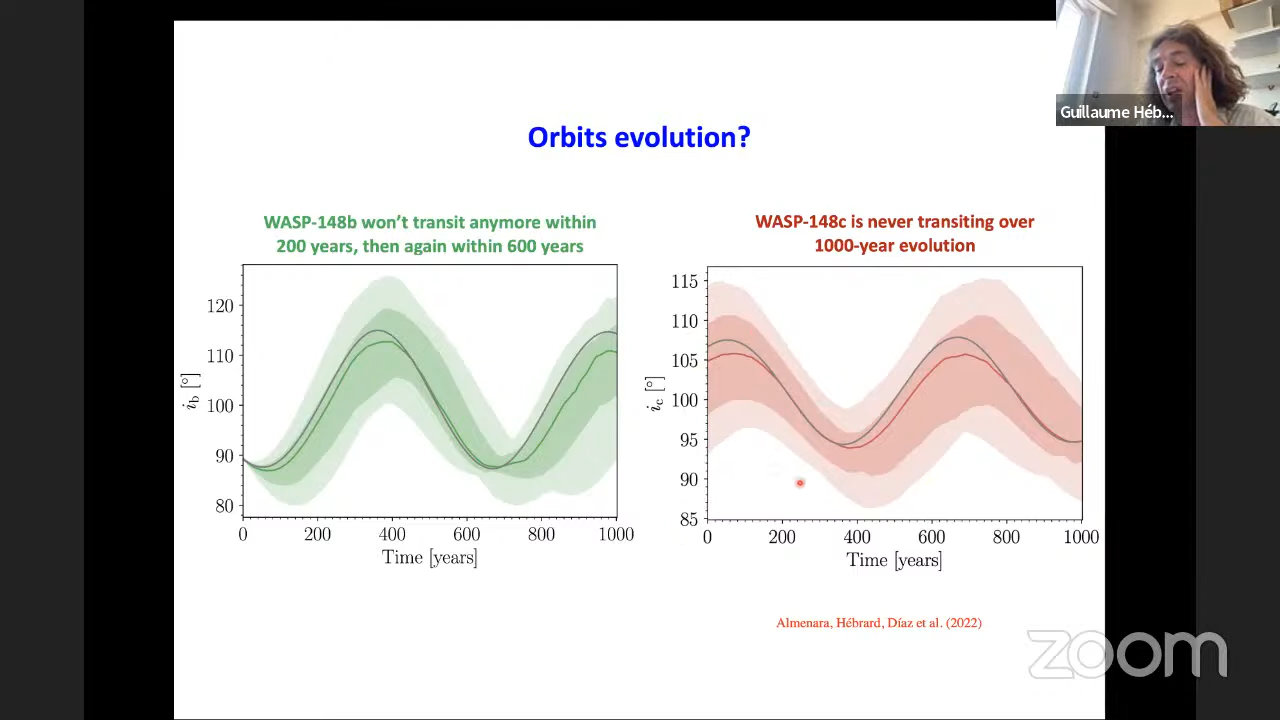 Guillaume Héb...
Orbits evolution?
WASP-148b won't transit anymore within
200 years, then again within 600 years
120
110
100
90
80
i_b [°]
0 200 400 600 800 1000
Time [years]
WASP-148c is never transiting over
1000-year evolution
115
110
105
100
95
90
85
i_c [°]
0 200 400 600 800 1000
Time [years]
Almenara, Hébrard, Díaz et al. (2022)
zoom